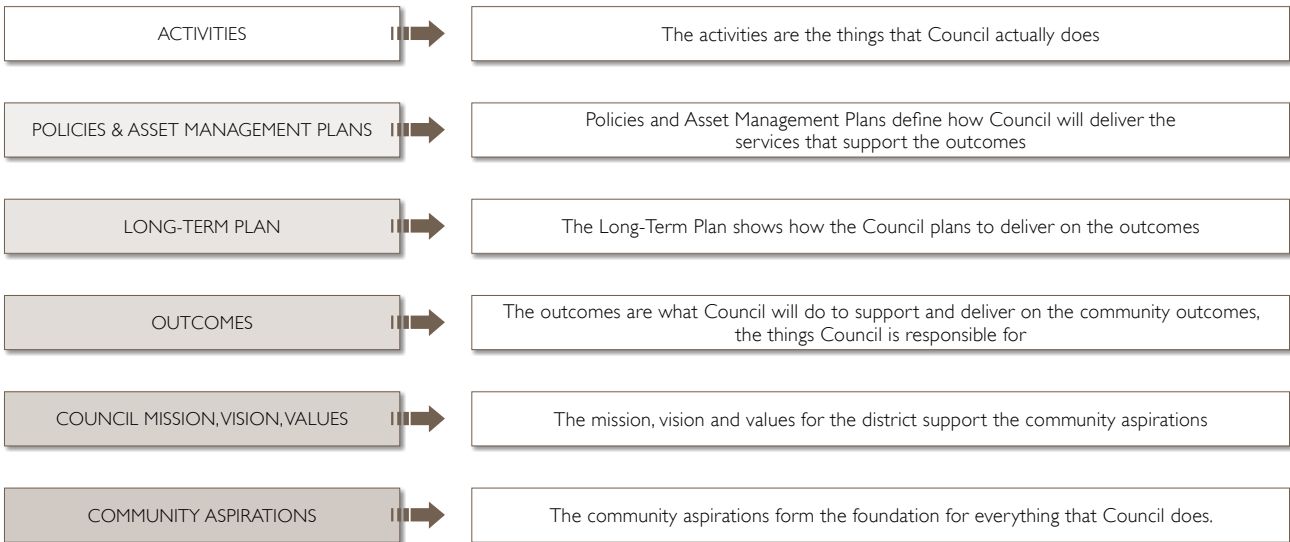 ACTIVITIES
The activities are the things that Council actually does
POLICIES & ASSET MANAGEMENT PLANS
Policies and Asset Management Plans define how Council will deliver the
services that support the outcomes
LONG-TERM PLAN
The Long-Term Plan shows how the Council plans to deliver on the outcomes
OUTCOMES
The outcomes are what Council will do to support and deliver on the community outcomes,
the things Council is responsible for
COUNCIL MISSION, VISION, VALUES
The mission, vision and values for the district support the community aspirations
COMMUNITY ASPIRATIONS
The community aspirations form the foundation for everything that Council does.